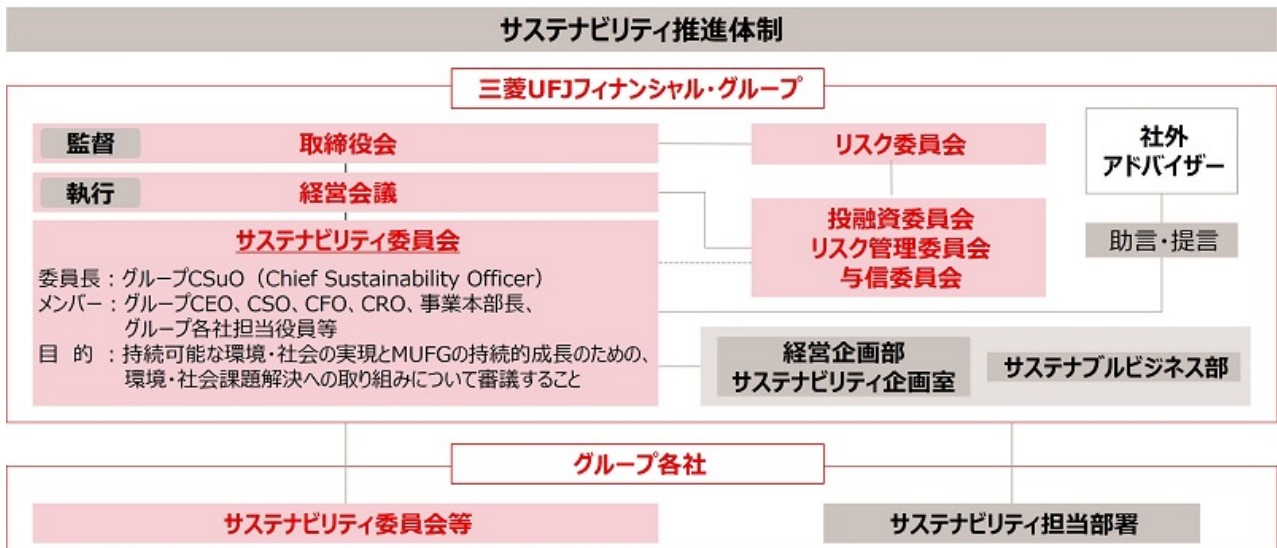 サステナビリティ推進体制
三菱UFJフィナンシャル・グループ
監督
取締役会
リスク委員会
社外
アドバイザー
執行
経営会議
投融資委員会
リスク管理委員会
与信委員会
助言・提言
サステナビリティ委員会
委員長：グループCSuO（Chief Sustainability Officer）
メンバー：グループCEO、CSO、CFO、CRO、事業本部長、
グループ各社担当役員等
目 的 ：持続可能な環境・社会の実現とMUFGの持続的成長のための、
環境・社会課題解決への取り組みについて審議すること
経営企画部
サステナビリティ企画室
サステナブルビジネス部
グループ各社
サステナビリティ委員会等
サステナビリティ担当部署